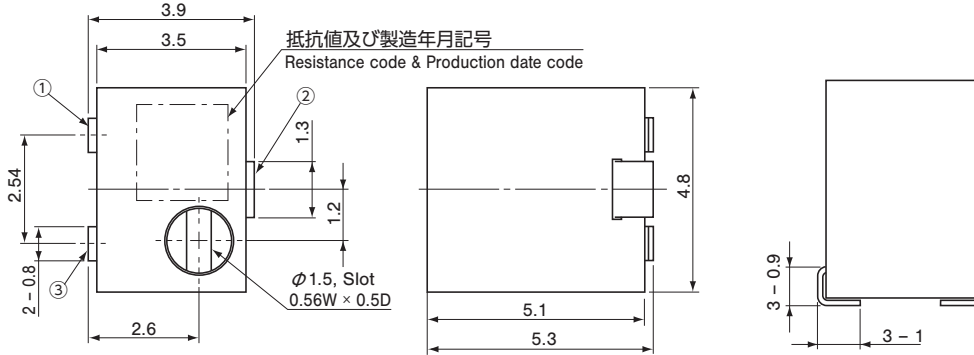 3.9
3.5
抵抗値及び製造年月記号
Resistance code & Production date code
①
②
1.3
2.54
1.2
4.8
2 – 0.8
③
φ1.5, Slot
0.56W × 0.5D
2.6
5.1
5.3
3 – 0.9
3 – 1